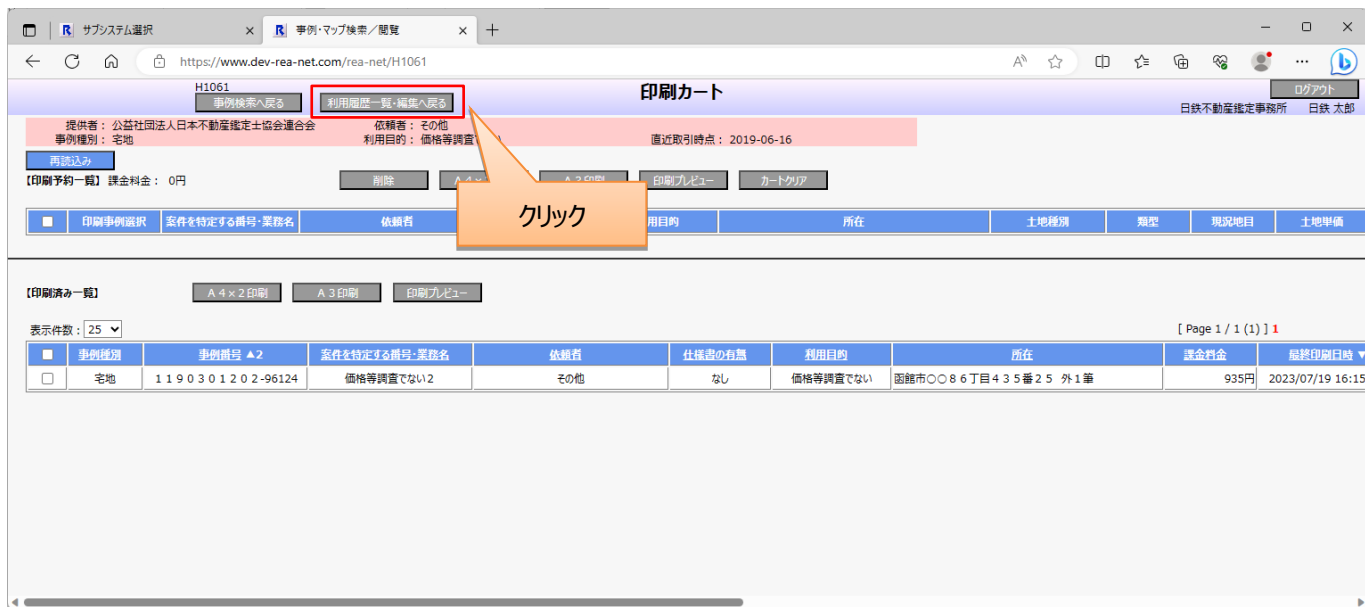 サブシステム選択
事例・マップ検索／閲覧
https://www.dev-rea-net.com/rea-net/H1061
H1061
事例検索へ戻る 利用履歴一覧・編集へ戻る
印刷カート
ログアウト
日鉄不動産鑑定事務所 日鉄 太郎
提供者： 公益社団法人日本不動産鑑定士協会連合会 依頼者： その他
事例種別： 宅地 利用目的： 価格等調査 直近取引時点： 2019-06-16
再読込み
【印刷予約一覧】 課金料金： 0円 削除 Ａ４× Ａ３印刷 印刷プレビュー カートクリア
クリック
印刷事例選択 案件を特定する番号・業務名 依頼者 用目的 所在 土地種別 類型 現況地目 土地単価
【印刷済み一覧】 Ａ４×２印刷 Ａ３印刷 印刷プレビュー
表示件数： 25 [ Page 1 / 1 (1) ] 1
事例種別 事例番号 ▲2 案件を特定する番号・業務名 依頼者 仕様書の有無 利用目的 所在 課金料金 最終印刷日時 ▼
宅地 １１９０３０１２０２-96124 価格等調査でない２ その他 なし 価格等調査でない 函館市○○８６丁目４３５番２５ 外１筆 935円 2023/07/19 16:15